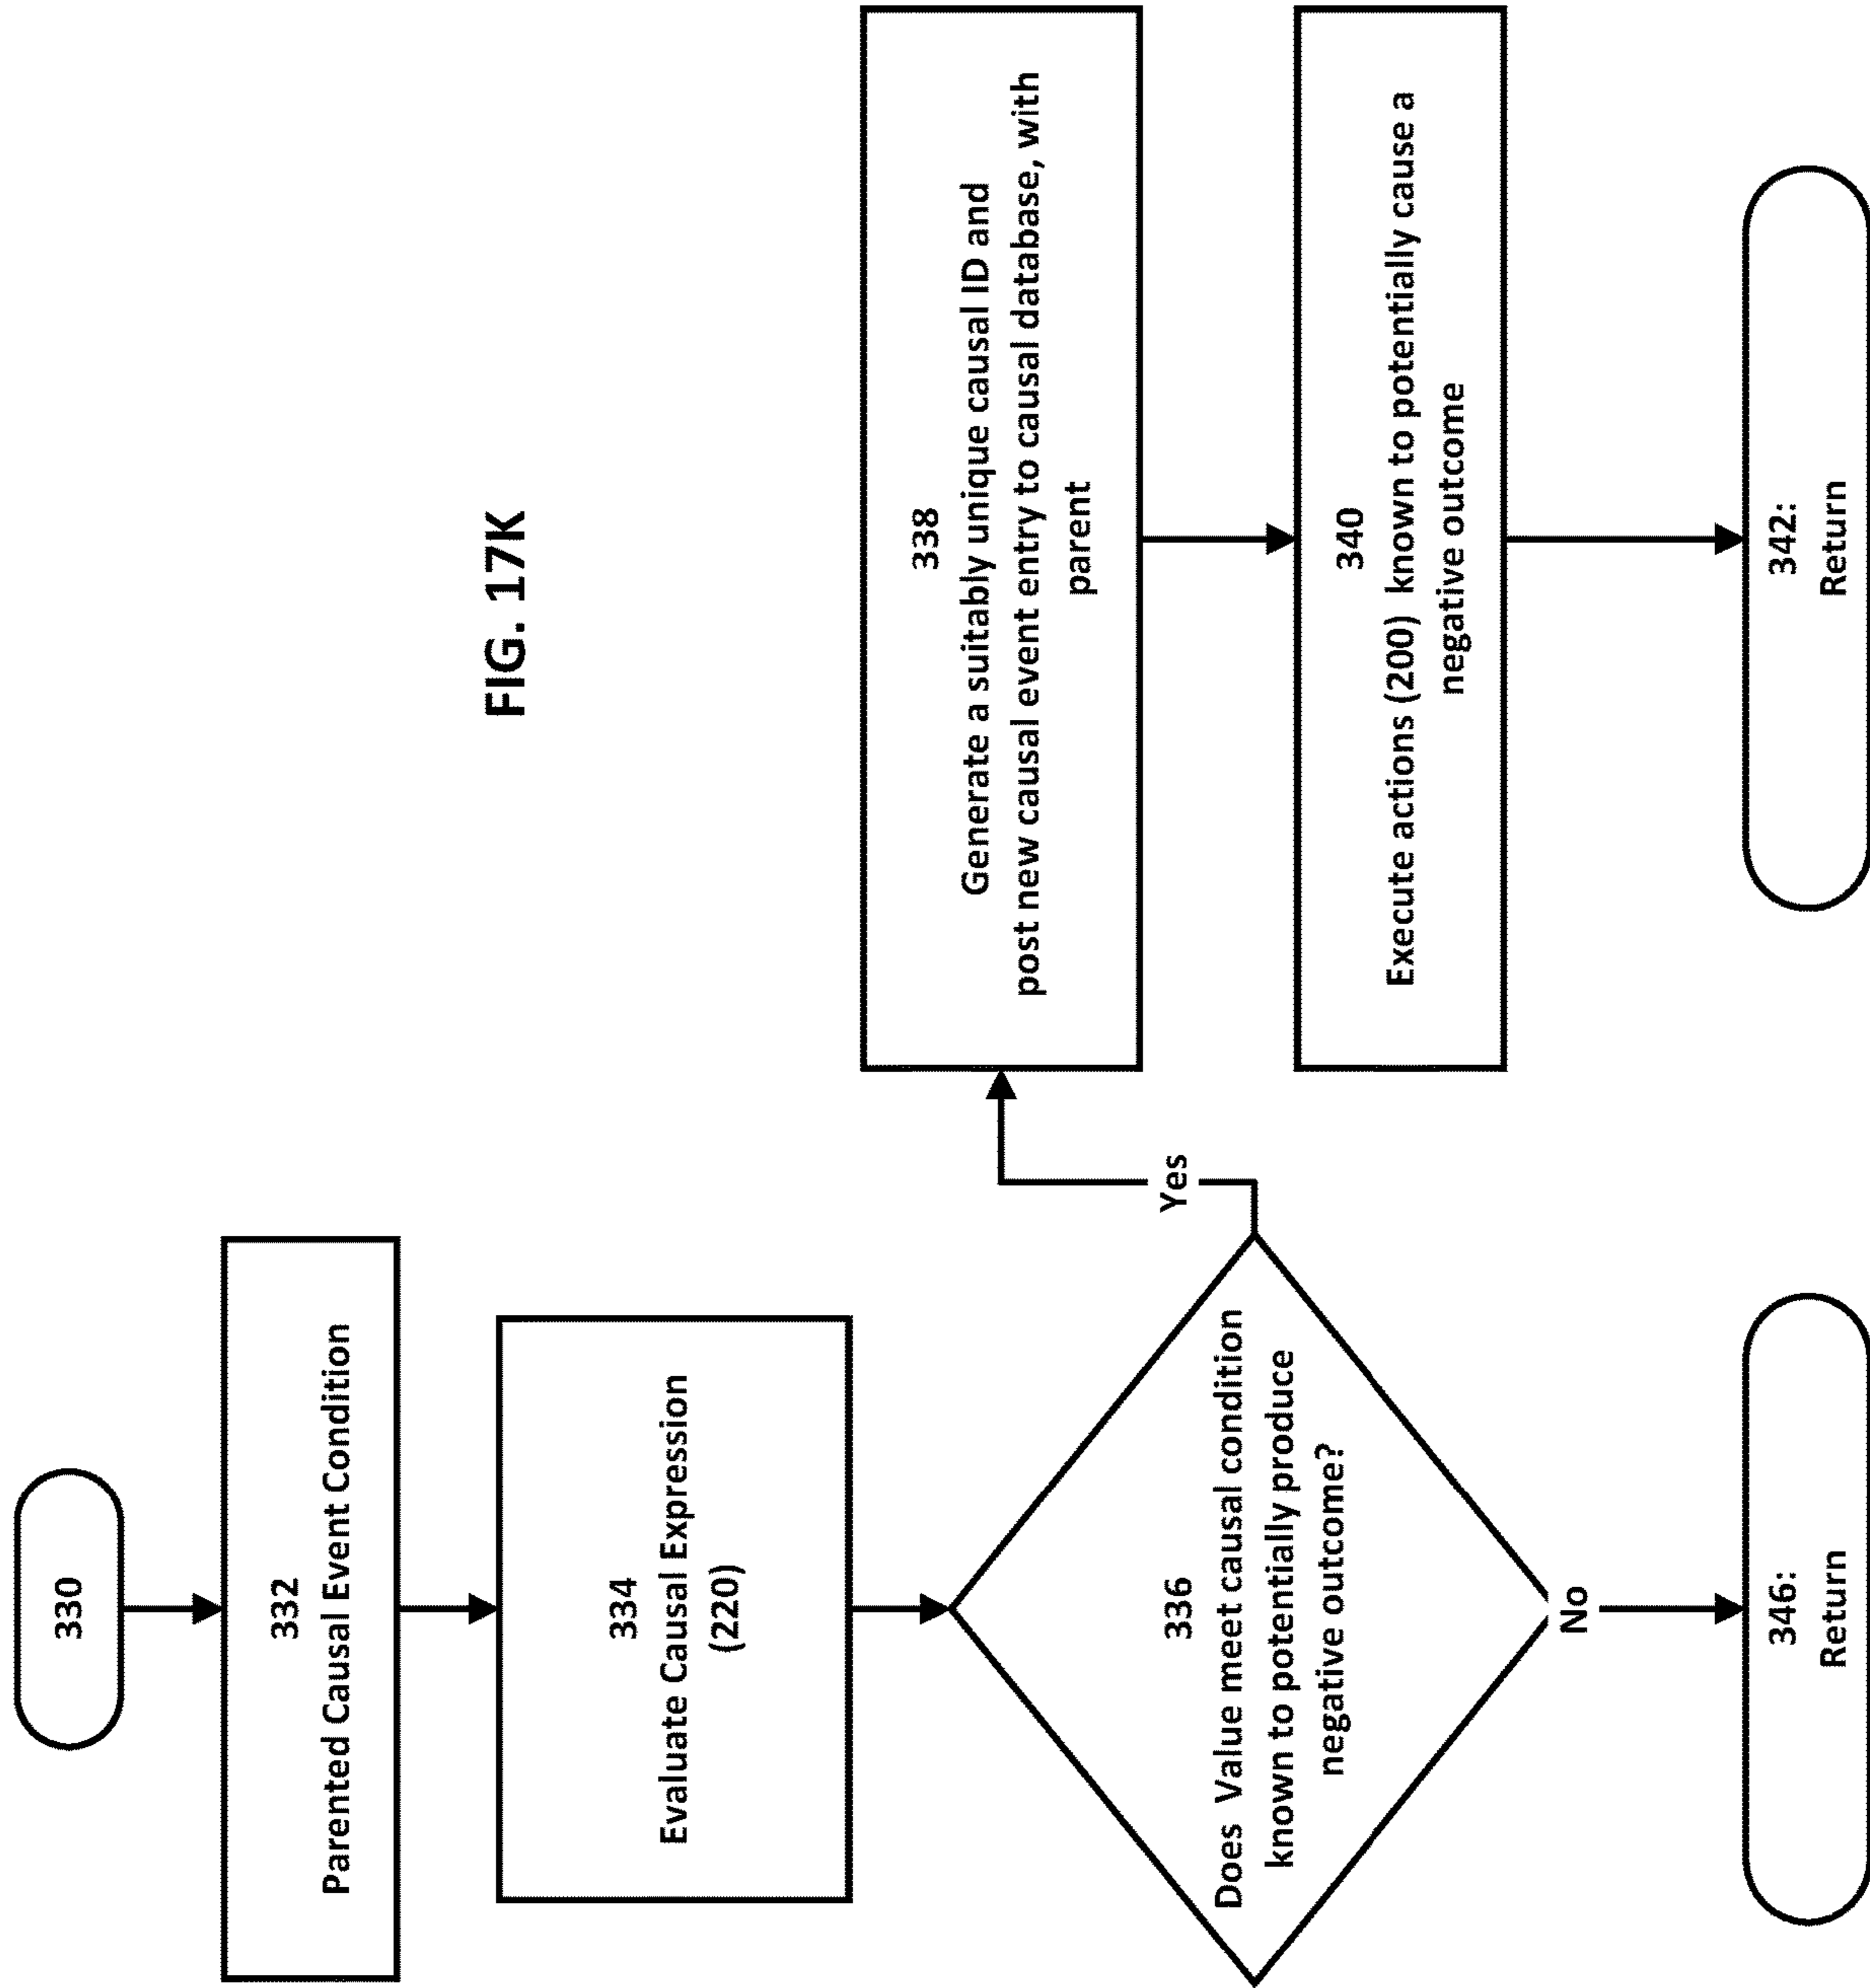 FIG. 17K
330
332
Parented Causal Event Condition
334
Evaluate Causal Expression
(220)
336
Does Value meet causal condition
known to potentially produce
negative outcome?
Yes
No
338
Generate a suitably unique causal ID and
post new causal event entry to causal database, with
parent
340
Execute actions (200) known to potentially cause a
negative outcome
342:
Return
346:
Return